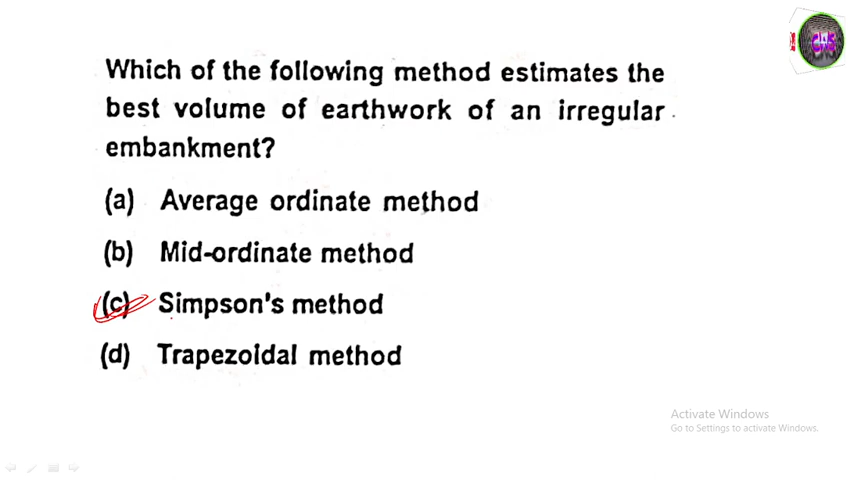 Which of the following method estimates the
best volume of earthwork of an irregular
embankment?
(a) Average ordinate method
(b) Mid-ordinate method
(c) Simpson's method
(d) Trapezoidal method
Activate Windows
Go to Settings to activate Windows.